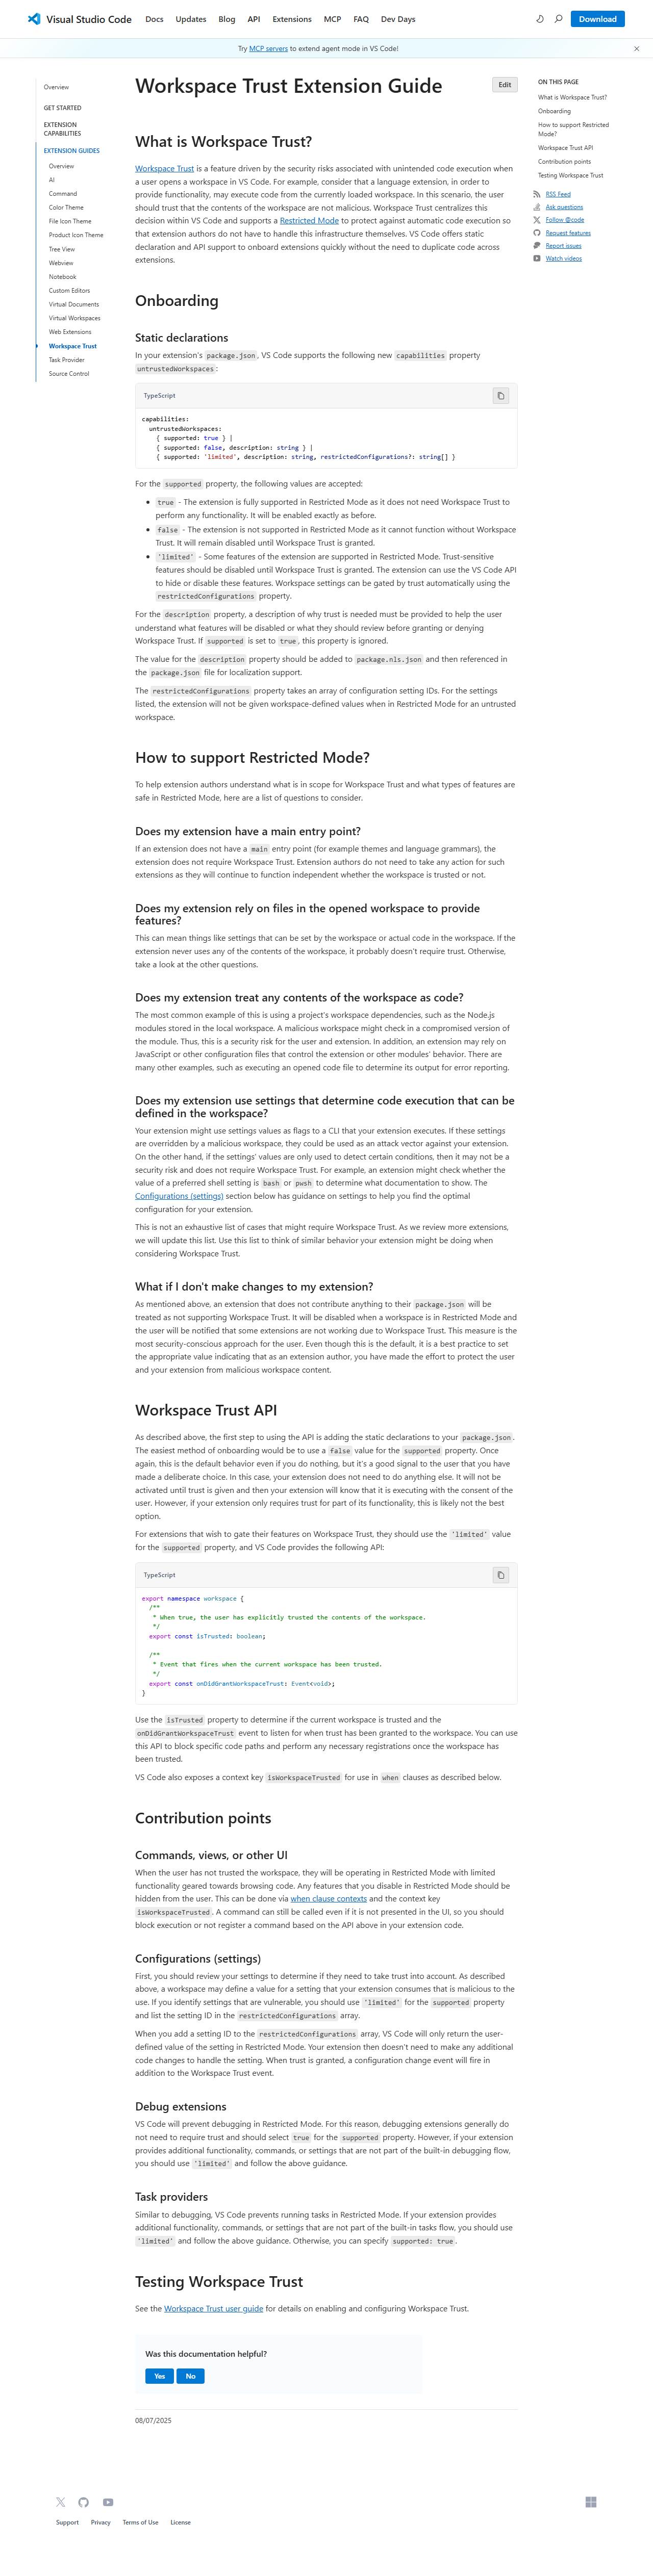 Visual Studio Code
Docs
Updates
Blog
API
Extensions
MCP
FAQ
Dev Days
Download
Try MCP servers to extend agent mode in VS Code!
Overview
GET STARTED
EXTENSION
CAPABILITIES
EXTENSION GUIDES
Overview
AI
Command
Color Theme
File Icon Theme
Product Icon Theme
Tree View
Webview
Notebook
Custom Editors
Virtual Documents
Virtual Workspaces
Web Extensions
Workspace Trust
Task Provider
Source Control
Workspace Trust Extension Guide
Edit
What is Workspace Trust?
Workspace Trust is a feature driven by the security risks associated with unintended code execution when
a user opens a workspace in VS Code. For example, consider that a language extension, in order to
provide functionality, may execute code from the currently loaded workspace. In this scenario, the user
should trust that the contents of the workspace are not malicious. Workspace Trust centralizes this
decision within VS Code and supports a Restricted Mode to protect against automatic code execution so
that extension authors do not have to handle this infrastructure themselves. VS Code offers static
declaration and API support to onboard extensions quickly without the need to duplicate code across
extensions.
Onboarding
Static declarations
In your extension's package.json, VS Code supports the following new capabilities property
untrustedWorkspaces:
TypeScript
capabilities:
untrustedWorkspaces:
{ supported: true } |
{ supported: false, description: string } |
{ supported: 'limited', description: string, restrictedConfigurations?: string[] }
For the supported property, the following values are accepted:
• true - The extension is fully supported in Restricted Mode as it does not need Workspace Trust to
perform any functionality. It will be enabled exactly as before.
• false - The extension is not supported in Restricted Mode as it cannot function without Workspace
Trust. It will remain disabled until Workspace Trust is granted.
• 'limited' - Some features of the extension are supported in Restricted Mode. Trust-sensitive
features should be disabled until Workspace Trust is granted. The extension can use the VS Code API
to hide or disable these features. Workspace settings can be gated by trust automatically using the
restrictedConfigurations property.
For the description property, a description of why trust is needed must be provided to help the user
understand what features will be disabled or what they should review before granting or denying
Workspace Trust. If supported is set to true, this property is ignored.
The value for the description property should be added to package.nls.json and then referenced in
the package.json file for localization support.
The restrictedConfigurations property takes an array of configuration setting IDs. For the settings
listed, the extension will not be given workspace-defined values when in Restricted Mode for an untrusted
workspace.
How to support Restricted Mode?
To help extension authors understand what is in scope for Workspace Trust and what types of features are
safe in Restricted Mode, here are a list of questions to consider.
Does my extension have a main entry point?
If an extension does not have a main entry point (for example themes and language grammars), the
extension does not require Workspace Trust. Extension authors do not need to take any action for such
extensions as they will continue to function independent whether the workspace is trusted or not.
Does my extension rely on files in the opened workspace to provide
features?
This can mean things like settings that can be set by the workspace or actual code in the workspace. If the
extension never uses any of the contents of the workspace, it probably doesn't require trust. Otherwise,
take a look at the other questions.
Does my extension treat any contents of the workspace as code?
The most common example of this is using a project's workspace dependencies, such as the Node.js
modules stored in the local workspace. A malicious workspace might check in a compromised version of
the module. Thus, this is a security risk for the user and extension. In addition, an extension may rely on
JavaScript or other configuration files that control the extension or other modules' behavior. There are
many other examples, such as executing an opened code file to determine its output for error reporting.
Does my extension use settings that determine code execution that can be
defined in the workspace?
Your extension might use settings values as flags to a CLI that your extension executes. If these settings
are overridden by a malicious workspace, they could be used as an attack vector against your extension.
On the other hand, if the settings' values are only used to detect certain conditions, then it may not be a
security risk and does not require Workspace Trust. For example, an extension might check whether the
value of a preferred shell setting is bash or pwsh to determine what documentation to show. The
Configurations (settings) section below has guidance on settings to help you find the optimal
configuration for your extension.
This is not an exhaustive list of cases that might require Workspace Trust. As we review more extensions,
we will update this list. Use this list to think of similar behavior your extension might be doing when
considering Workspace Trust.
What if I don't make changes to my extension?
As mentioned above, an extension that does not contribute anything to their package.json will be
treated as not supporting Workspace Trust. It will be disabled when a workspace is in Restricted Mode and
the user will be notified that some extensions are not working due to Workspace Trust. This measure is the
most security-conscious approach for the user. Even though this is the default, it is a best practice to set
the appropriate value indicating that as an extension author, you have made the effort to protect the user
and your extension from malicious workspace content.
Workspace Trust API
As described above, the first step to using the API is adding the static declarations to your package.json.
The easiest method of onboarding would be to use a false value for the supported property. Once
again, this is the default behavior even if you do nothing, but it's a good signal to the user that you have
made a deliberate choice. In this case, your extension does not need to do anything else. It will not be
activated until trust is given and then your extension will know that it is executing with the consent of the
user. However, if your extension only requires trust for part of its functionality, this is likely not the best
option.
For extensions that wish to gate their features on Workspace Trust, they should use the 'limited' value
for the supported property, and VS Code provides the following API:
TypeScript
export namespace workspace {
/**
* When true, the user has explicitly trusted the contents of the workspace.
*/
export const isTrusted: boolean;
/**
* Event that fires when the current workspace has been trusted.
*/
export const onDidGrantWorkspaceTrust: Event<void>;
}
Use the isTrusted property to determine if the current workspace is trusted and the
onDidGrantWorkspaceTrust event to listen for when trust has been granted to the workspace. You can use
this API to block specific code paths and perform any necessary registrations once the workspace has
been trusted.
VS Code also exposes a context key isWorkspaceTrusted for use in when clauses as described below.
Contribution points
Commands, views, or other UI
When the user has not trusted the workspace, they will be operating in Restricted Mode with limited
functionality geared towards browsing code. Any features that you disable in Restricted Mode should be
hidden from the user. This can be done via when clause contexts and the context key
isWorkspaceTrusted. A command can still be called even if it is not presented in the UI, so you should
block execution or not register a command based on the API above in your extension code.
Configurations (settings)
First, you should review your settings to determine if they need to take trust into account. As described
above, a workspace may define a value for a setting that your extension consumes that is malicious to the
use. If you identify settings that are vulnerable, you should use 'limited' for the supported property
and list the setting ID in the restrictedConfigurations array.
When you add a setting ID to the restrictedConfigurations array, VS Code will only return the user-
defined value of the setting in Restricted Mode. Your extension then doesn't need to make any additional
code changes to handle the setting. When trust is granted, a configuration change event will fire in
addition to the Workspace Trust event.
Debug extensions
VS Code will prevent debugging in Restricted Mode. For this reason, debugging extensions generally do
not need to require trust and should select true for the supported property. However, if your extension
provides additional functionality, commands, or settings that are not part of the built-in debugging flow,
you should use 'limited' and follow the above guidance.
Task providers
Similar to debugging, VS Code prevents running tasks in Restricted Mode. If your extension provides
additional functionality, commands, or settings that are not part of the built-in tasks flow, you should use
'limited' and follow the above guidance. Otherwise, you can specify supported: true.
Testing Workspace Trust
See the Workspace Trust user guide for details on enabling and configuring Workspace Trust.
Was this documentation helpful?
Yes
No
08/07/2025
ON THIS PAGE
What is Workspace Trust?
Onboarding
How to support Restricted
Mode?
Workspace Trust API
Contribution points
Testing Workspace Trust
RSS Feed
Ask questions
Follow @code
Request features
Report issues
Watch videos
Support
Privacy
Terms of Use
License